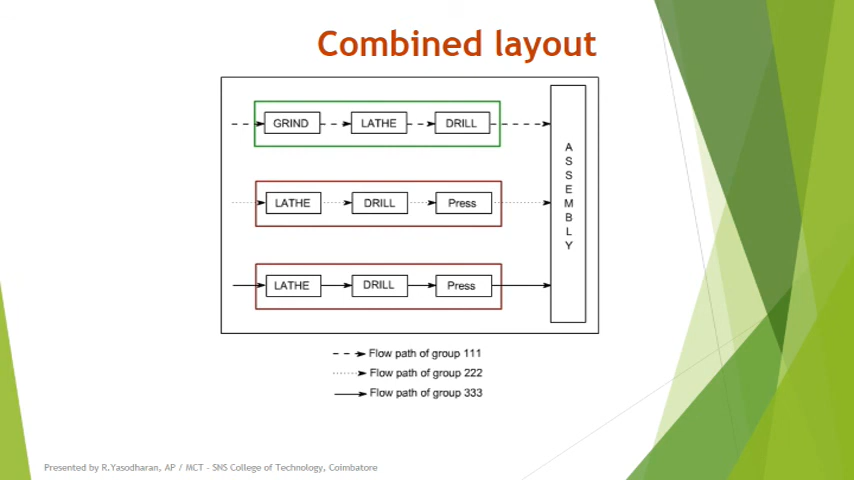 Combined layout
GRIND LATHE DRILL
LATHE DRILL Press
LATHE DRILL Press
A
S
S
E
M
B
L
Y
Flow path of group 111
Flow path of group 222
Flow path of group 333
Presented by R.Yasodharan, AP / MCT - SNS College of Technology, Coimbatore